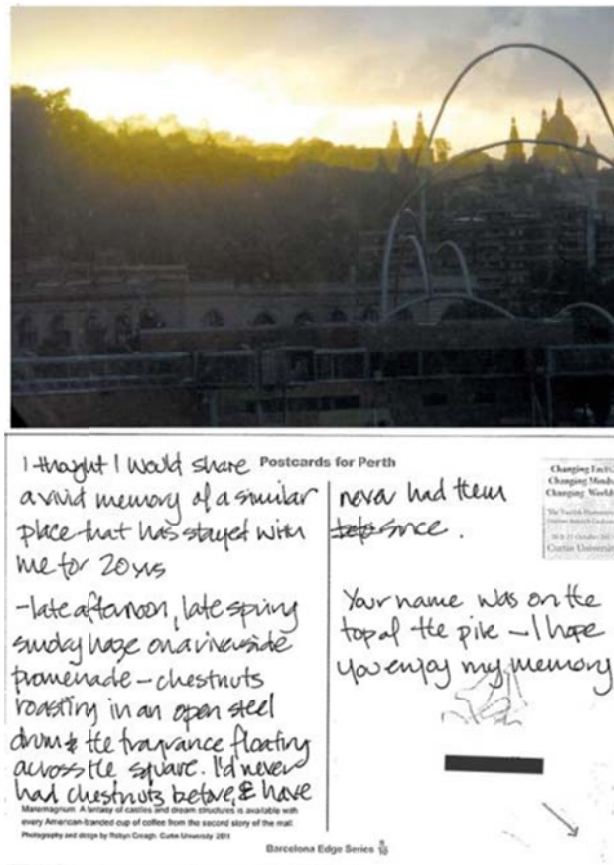 Postcards for Perth
I thought I would share
a vivid memory of a similar
place that has stayed with
me for 20 yrs
-late afternoon, late spring
smoky haze on a riverside
promenade - chestnuts
roasting in an open steel
drum & the fragrance floating
across the square. I'd never
had chestnuts before, & have
Maremagnum. A fantasy of castles and dream structures is available with
every American-branded cup of coffee from the second story of the mall.
Photography and design by Robyn Creagh. Curtin University 2011
never had them
since.
Your name was on the
top of the pile - I hope
you enjoy my memory
Changing Facts
Changing Minds
Changing Worlds
Curtin University
Barcelona Edge Series